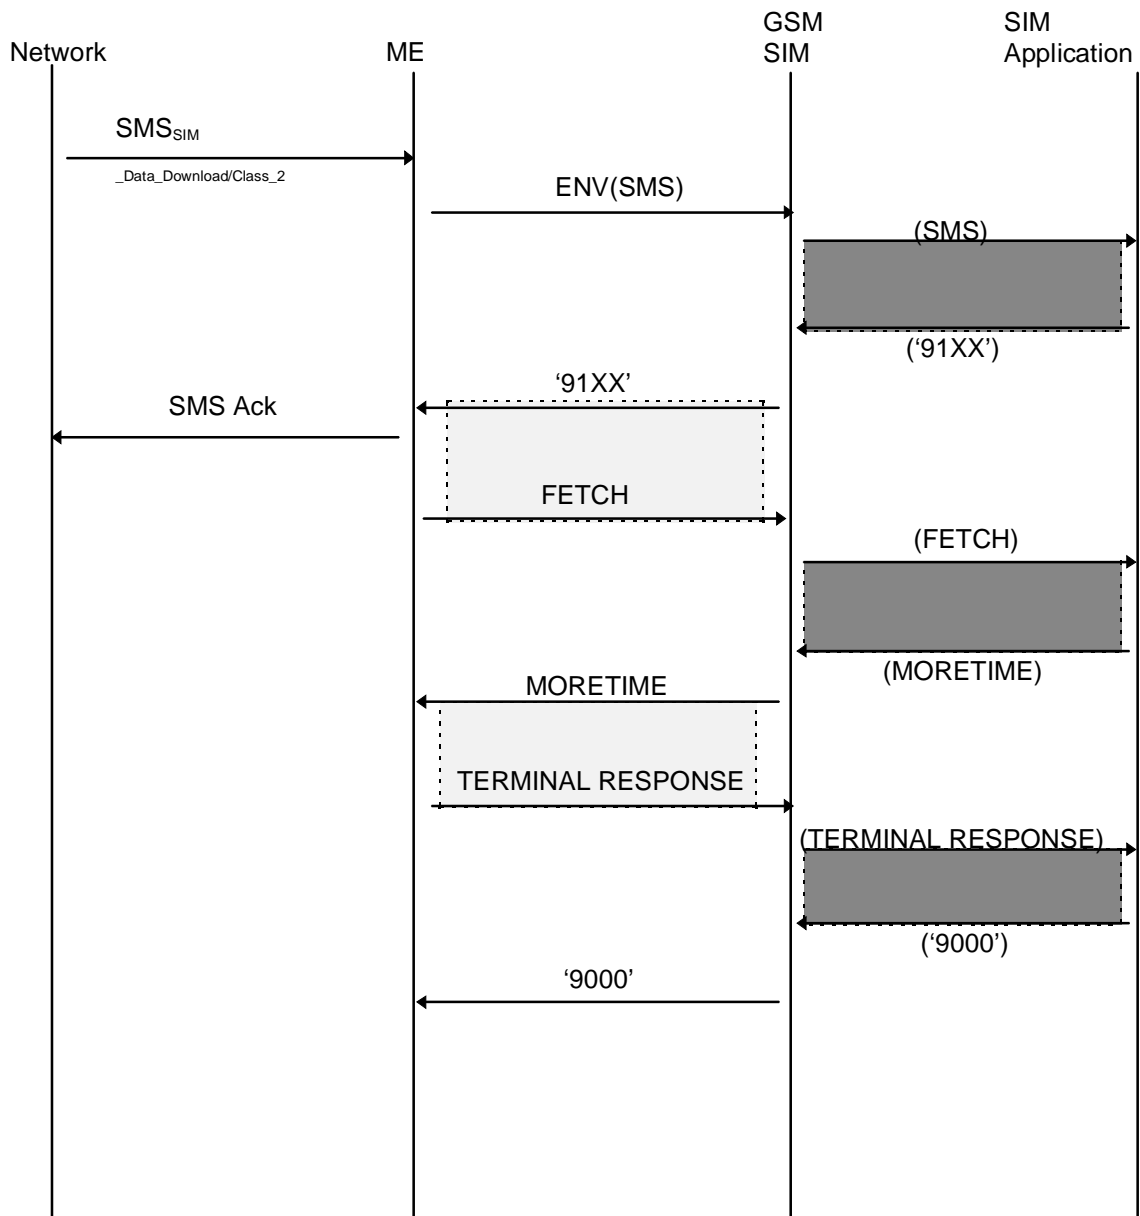 GSM
SIM
SIM
Application
Network
ME
SMSSIM
_Data_Download/Class_2
ENV(SMS)
(SMS)
(‘91XX’)
‘91XX’
SMS Ack
FETCH
(FETCH)
(MORETIME)
MORETIME
TERMINAL RESPONSE
(TERMINAL RESPONSE)
(‘9000’)
‘9000’